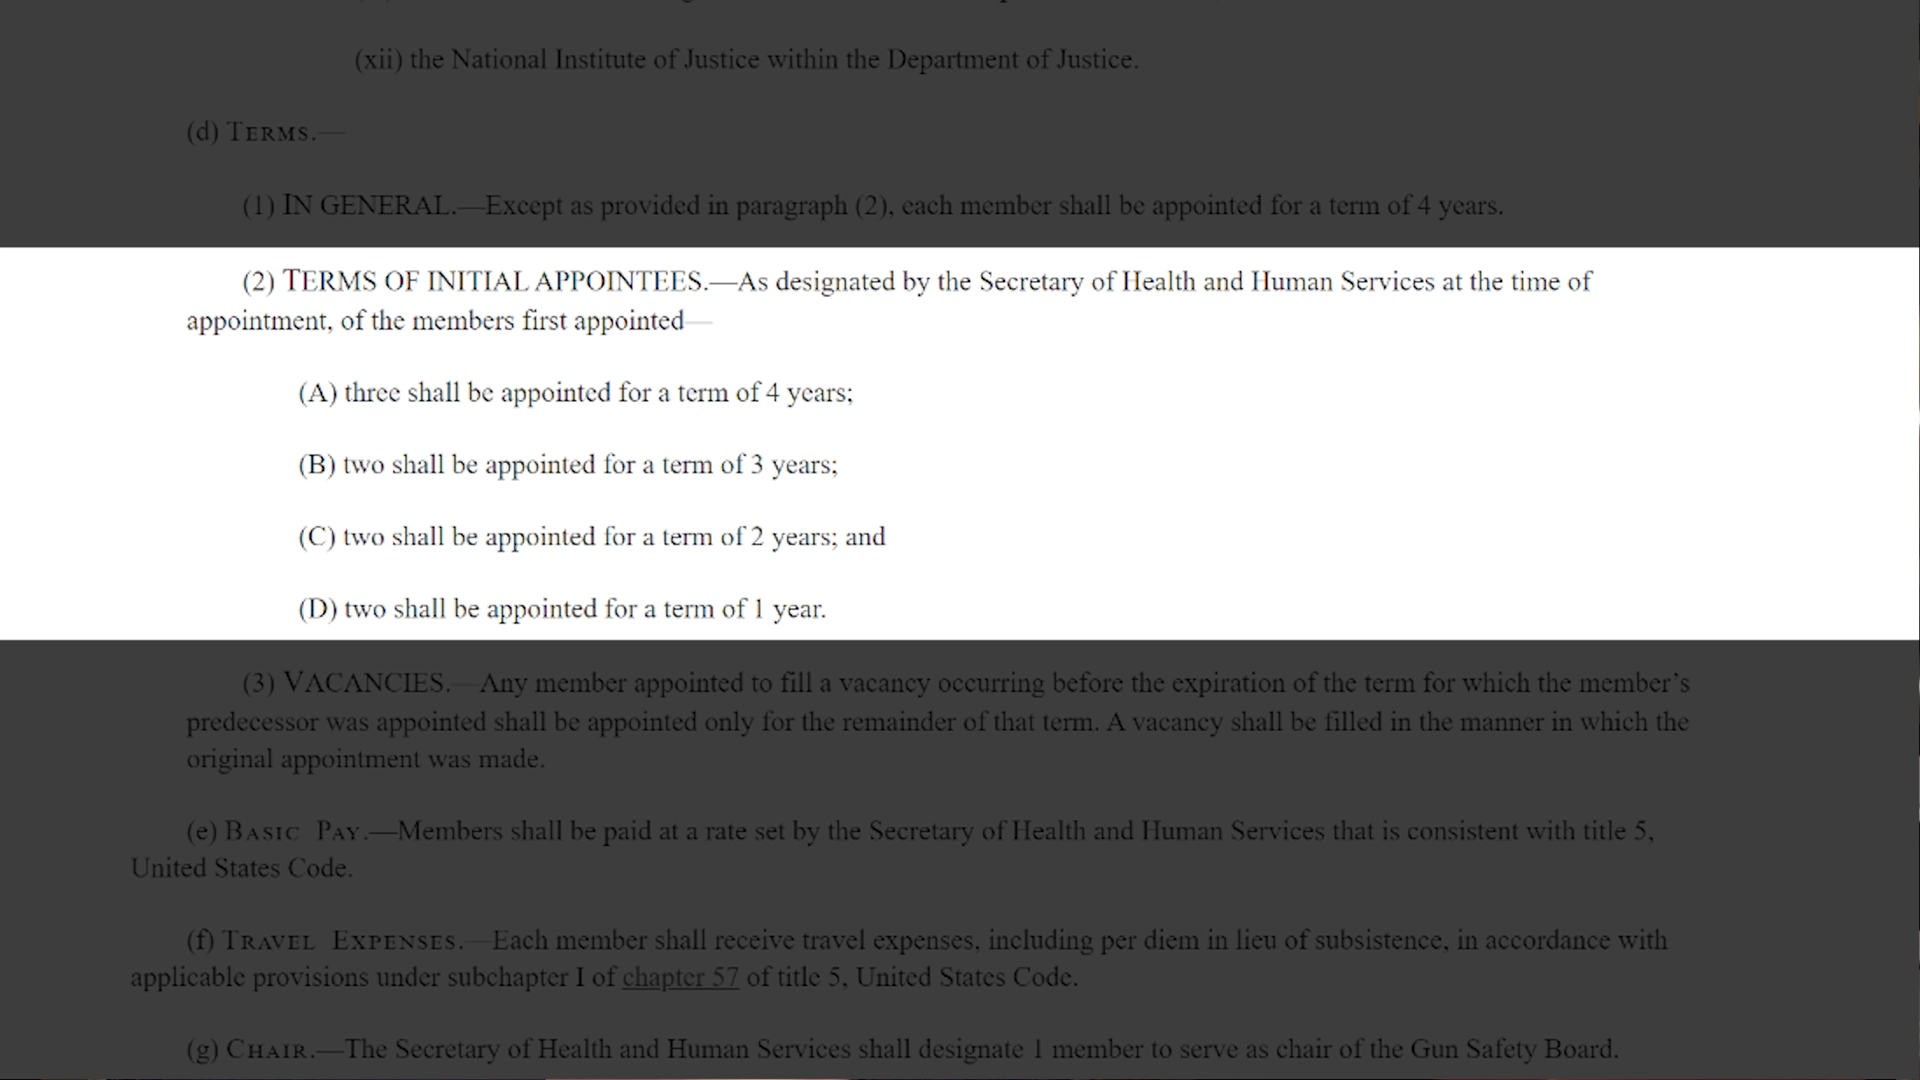 (xii) the National Institute of Justice within the Department of Justice.
(d) TERMS.—
(1) IN GENERAL.—Except as provided in paragraph (2), each member shall be appointed for a term of 4 years.
(2) TERMS OF INITIAL APPOINTEES.—As designated by the Secretary of Health and Human Services at the time of
appointment, of the members first appointed—
(A) three shall be appointed for a term of 4 years;
(B) two shall be appointed for a term of 3 years;
(C) two shall be appointed for a term of 2 years; and
(D) two shall be appointed for a term of 1 year.
(3) VACANCIES.—Any member appointed to fill a vacancy occurring before the expiration of the term for which the member’s
predecessor was appointed shall be appointed only for the remainder of that term. A vacancy shall be filled in the manner in which the
original appointment was made.
(e) BASIC PAY.—Members shall be paid at a rate set by the Secretary of Health and Human Services that is consistent with title 5,
United States Code.
(f) TRAVEL EXPENSES.—Each member shall receive travel expenses, including per diem in lieu of subsistence, in accordance with
applicable provisions under subchapter I of chapter 57 of title 5, United States Code.
(g) CHAIR.—The Secretary of Health and Human Services shall designate 1 member to serve as chair of the Gun Safety Board.